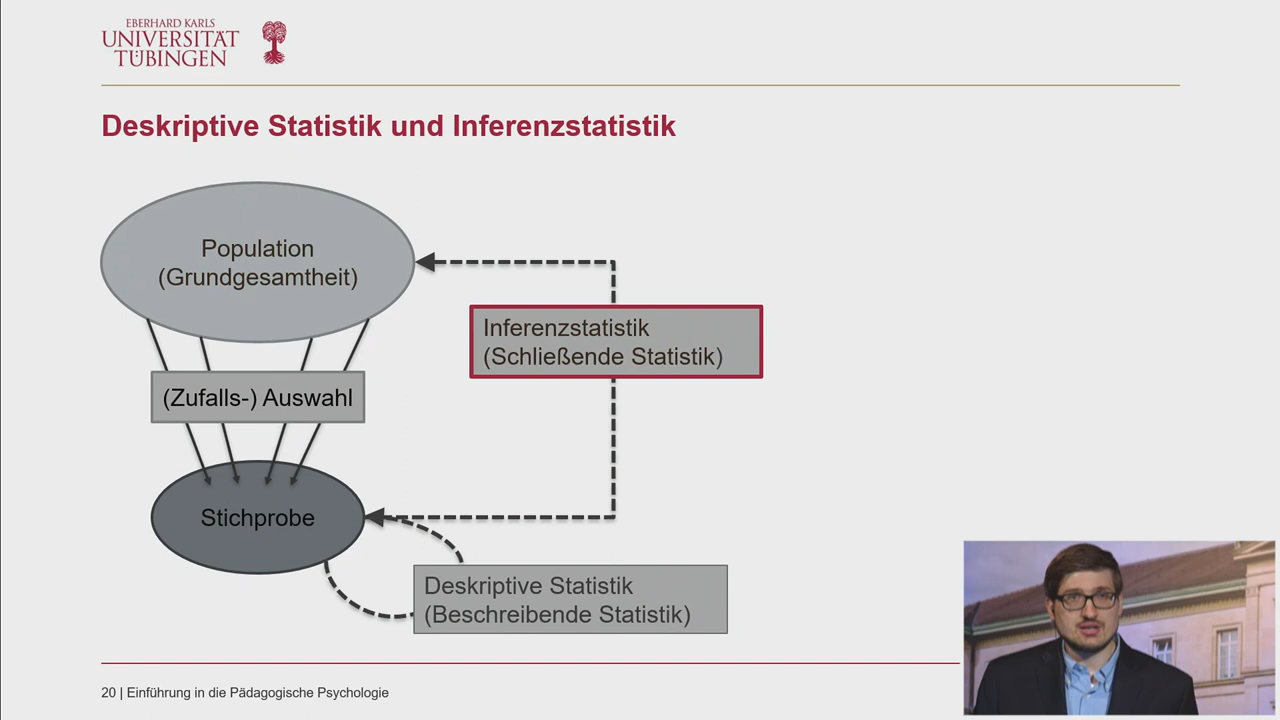 EBERHARD KARLS
UNIVERSITÄT
TÜBINGEN
Deskriptive Statistik und Inferenzstatistik
Population
(Grundgesamtheit)
Inferenzstatistik
(Schließende Statistik)
(Zufalls-) Auswahl
Stichprobe
Deskriptive Statistik
(Beschreibende Statistik)
20 | Einführung in die Pädagogische Psychologie